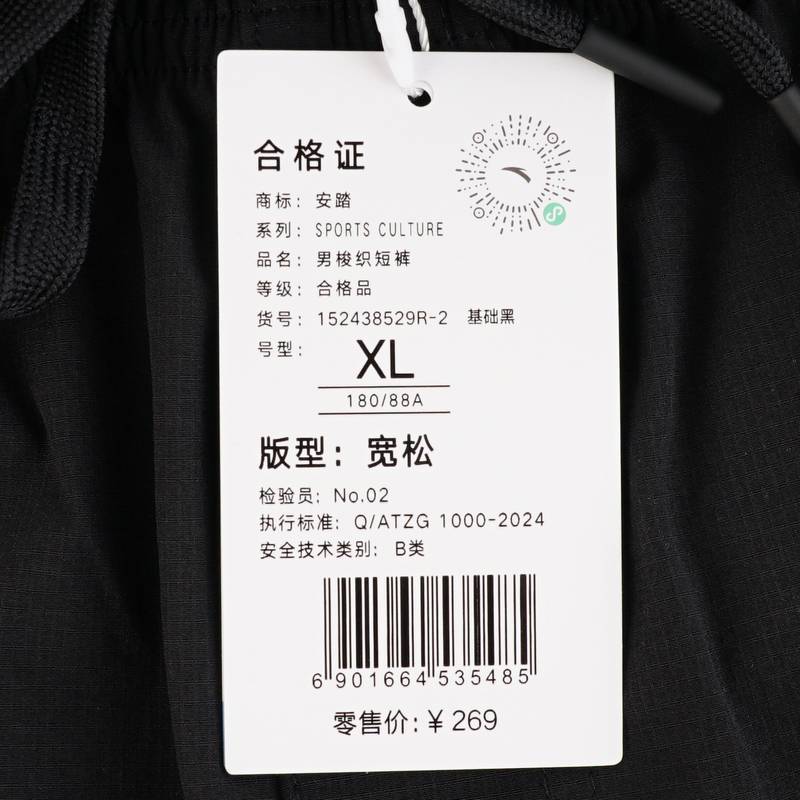 合格证
商标：安踏
系列：SPORTS CULTURE
品名：男梭织短裤
等级：合格品
货号：152438529R-2 基础黑
号型：XL
180/88A
版型：宽松
检验员：No.02
执行标准：Q/ATZG 1000-2024
安全技术类别：B类
6 901664 535485
零售价：¥ 269